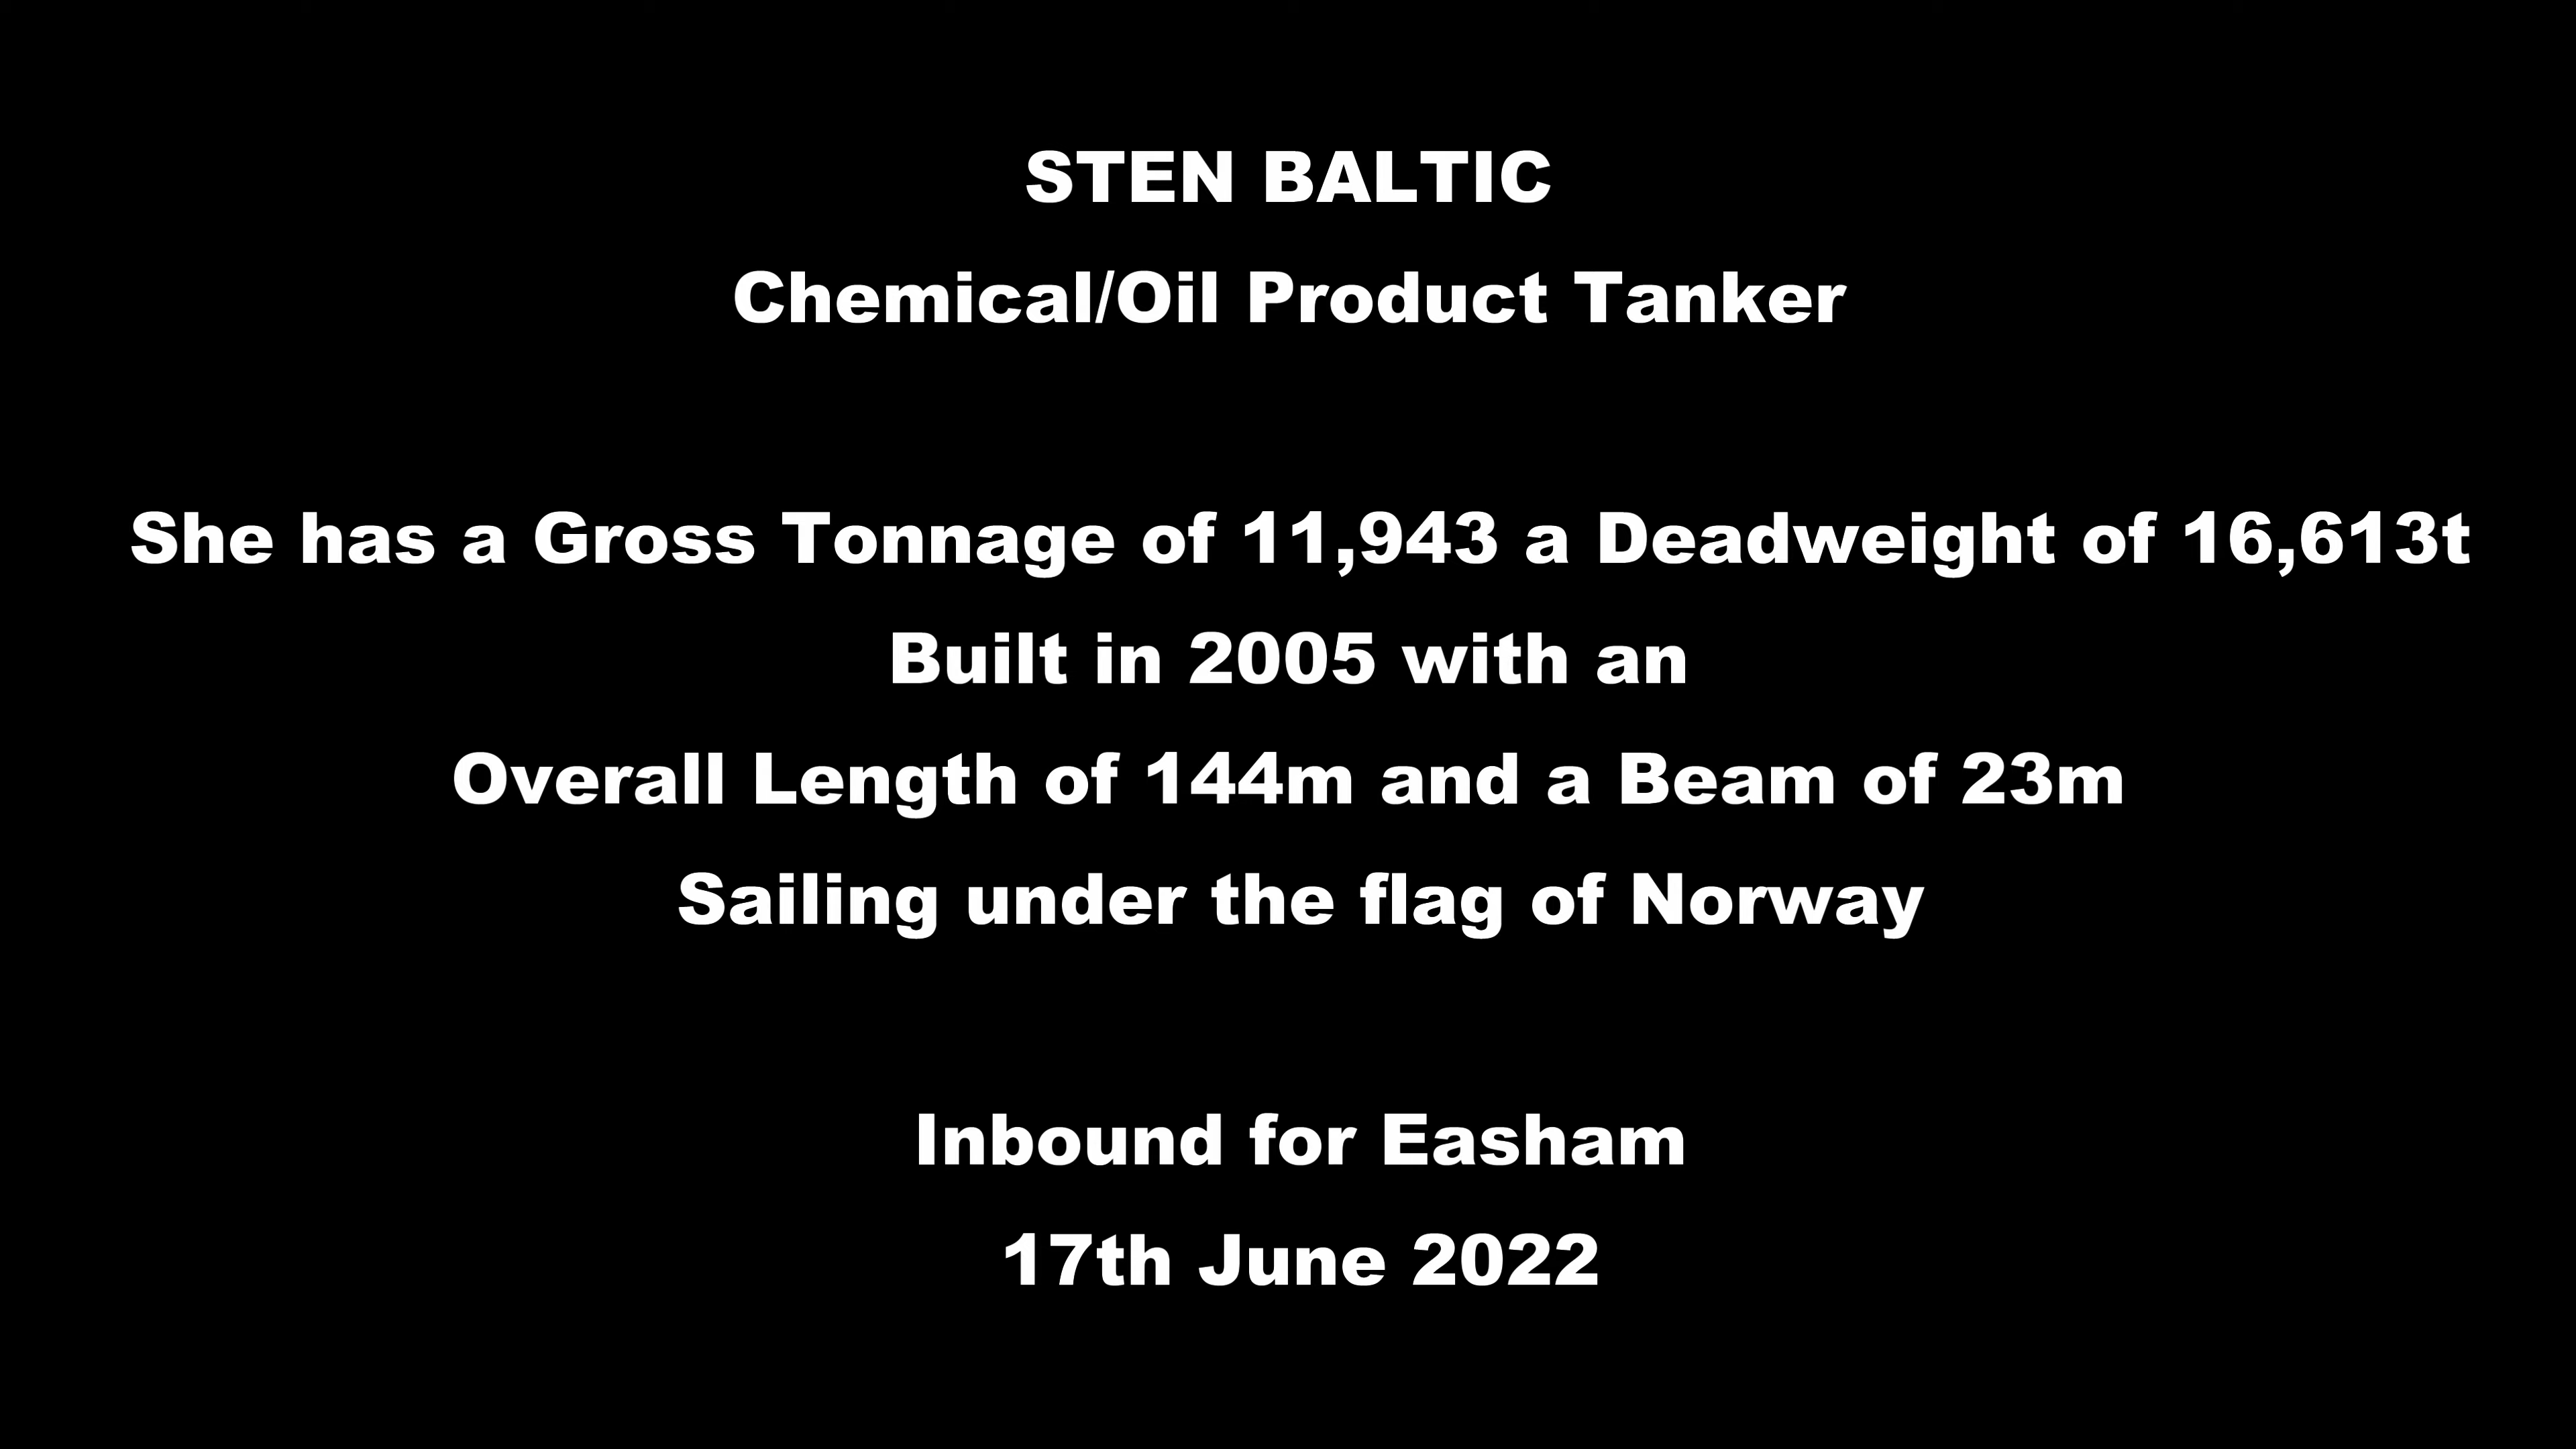 STEN BALTIC
Chemical/Oil Product Tanker
She has a Gross Tonnage of 11,943 a Deadweight of 16,613t
Built in 2005 with an
Overall Length of 144m and a Beam of 23m
Sailing under the flag of Norway
Inbound for Easham
17th June 2022